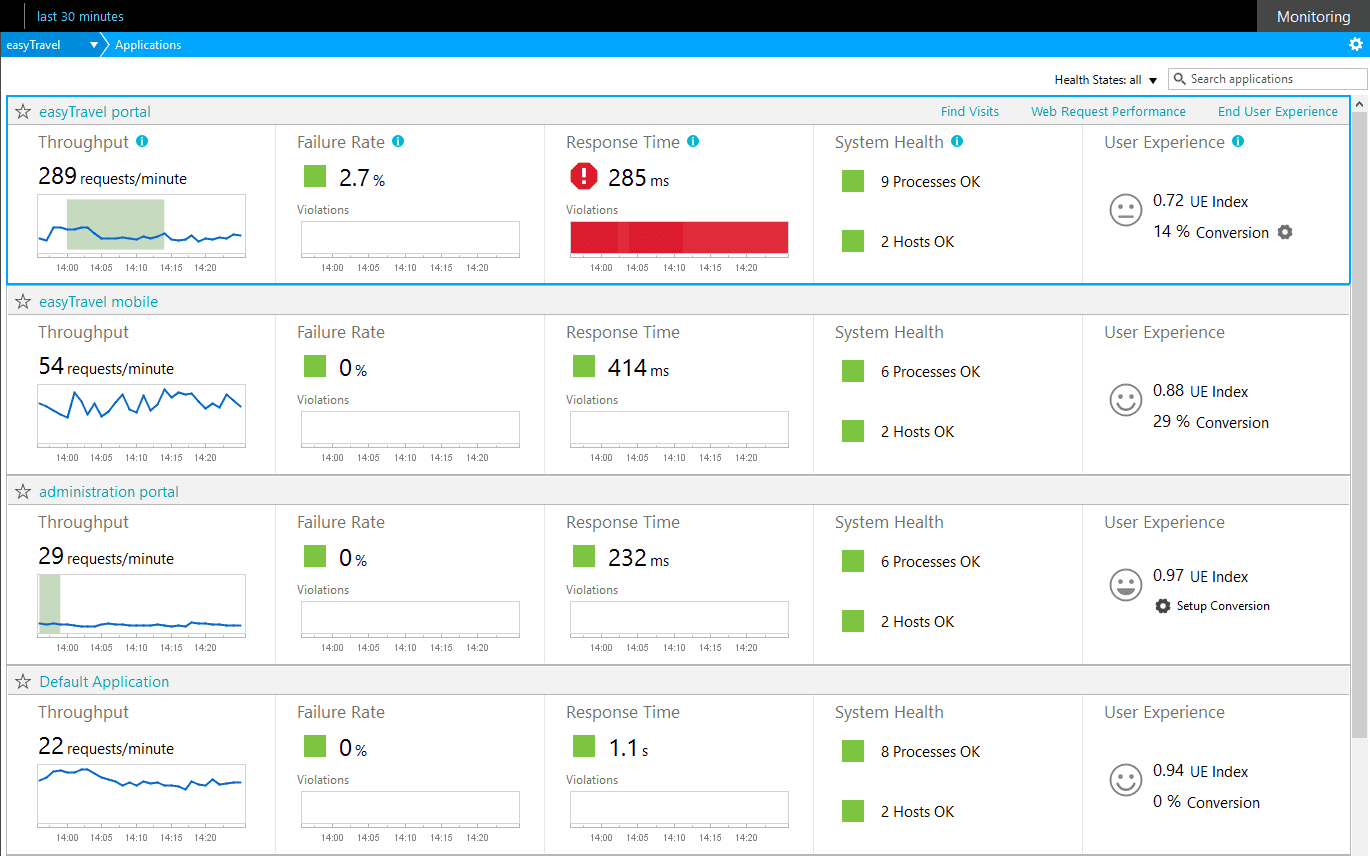 last 30 minutes
Monitoring
easyTravel
Applications
Health States: all
Search applications
easyTravel portal
Find Visits
Web Request Performance
End User Experience
Throughput
289 requests/minute
14:00 14:05 14:10 14:15 14:20
Failure Rate
2.7 %
Violations
14:00 14:05 14:10 14:15 14:20
Response Time
285 ms
Violations
14:00 14:05 14:10 14:15 14:20
System Health
9 Processes OK
2 Hosts OK
User Experience
0.72 UE Index
14 % Conversion
easyTravel mobile
Throughput
54 requests/minute
14:00 14:05 14:10 14:15 14:20
Failure Rate
0 %
Violations
14:00 14:05 14:10 14:15 14:20
Response Time
414 ms
Violations
14:00 14:05 14:10 14:15 14:20
System Health
6 Processes OK
2 Hosts OK
User Experience
0.88 UE Index
29 % Conversion
administration portal
Throughput
29 requests/minute
14:00 14:05 14:10 14:15 14:20
Failure Rate
0 %
Violations
14:00 14:05 14:10 14:15 14:20
Response Time
232 ms
Violations
14:00 14:05 14:10 14:15 14:20
System Health
6 Processes OK
2 Hosts OK
User Experience
0.97 UE Index
Setup Conversion
Default Application
Throughput
22 requests/minute
14:00 14:05 14:10 14:15 14:20
Failure Rate
0 %
Violations
14:00 14:05 14:10 14:15 14:20
Response Time
1.1 s
Violations
14:00 14:05 14:10 14:15 14:20
System Health
8 Processes OK
2 Hosts OK
User Experience
0.94 UE Index
0 % Conversion